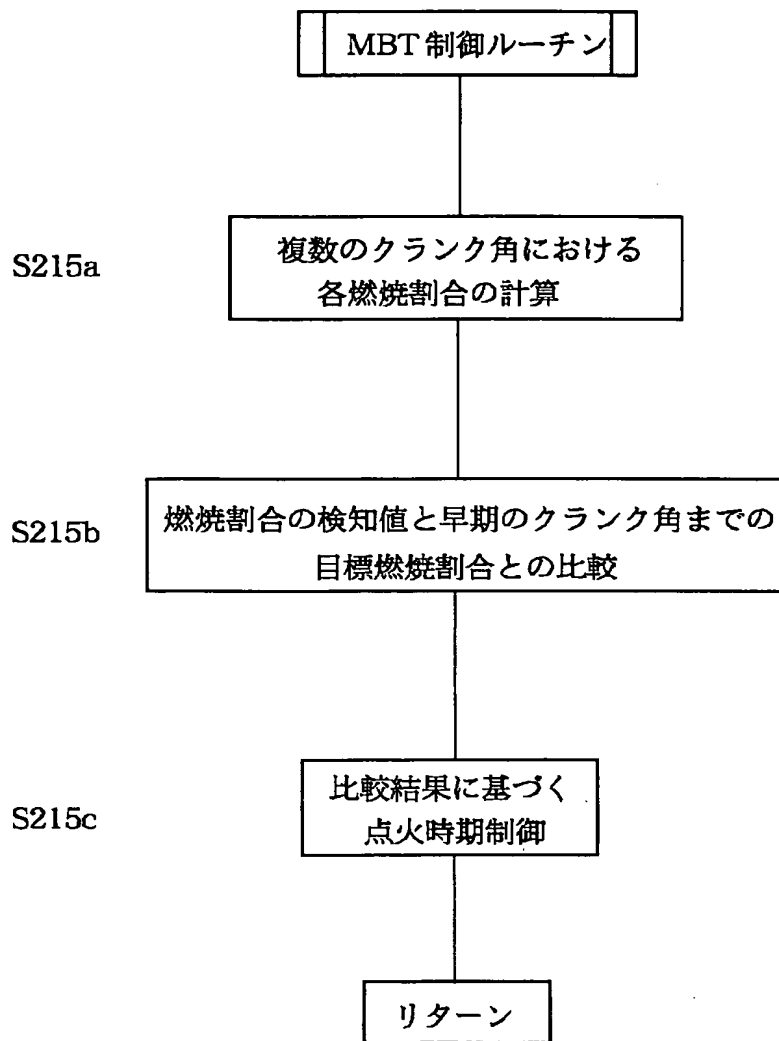 MBT 制御ルーチン
S215a
複数のクランク角における
各燃焼割合の計算
S215b
燃焼割合の検知値と早期のクランク角までの
目標燃焼割合との比較
S215c
比較結果に基づく
点火時期制御
リターン